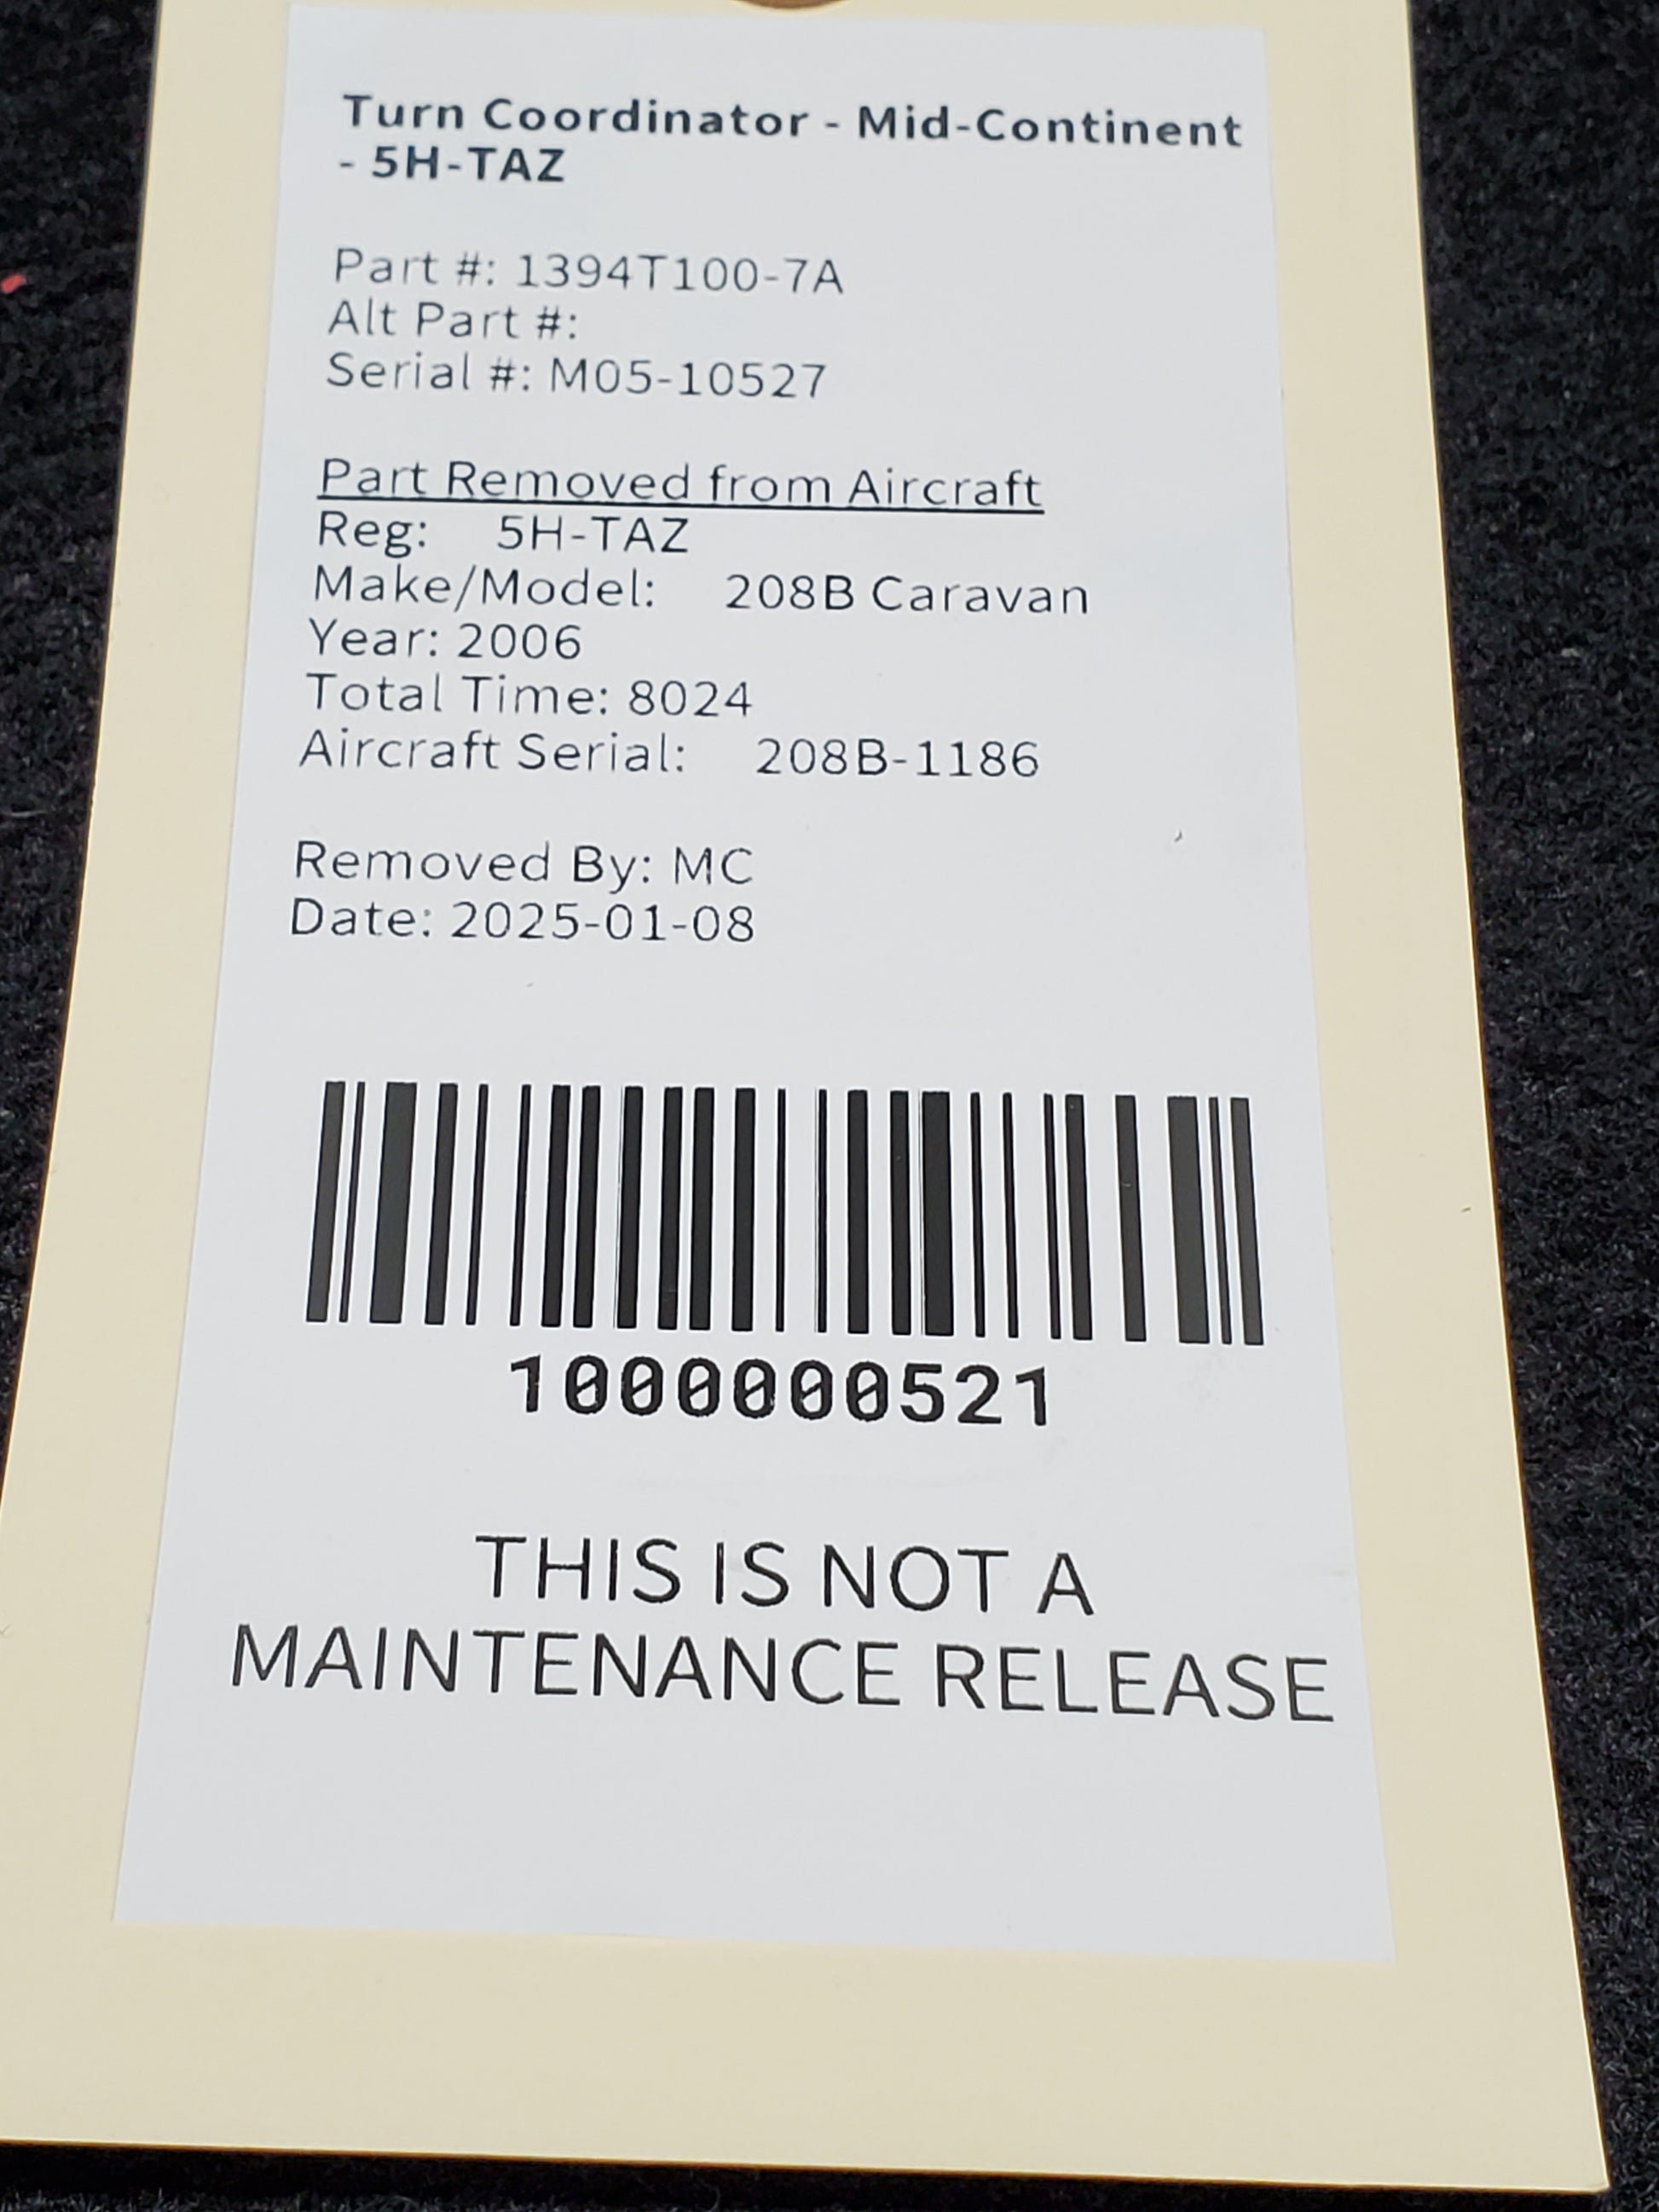 Turn Coordinator - Mid-Continent
- 5H-TAZ
Part #: 1394T100-7A
Alt Part #:
Serial #: M05-10527
Part Removed from Aircraft
Reg: 5H-TAZ
Make/Model: 208B Caravan
Year: 2006
Total Time: 8024
Aircraft Serial: 208B-1186
Removed By: MC
Date: 2025-01-08
1000000521
THIS IS NOT A
MAINTENANCE RELEASE